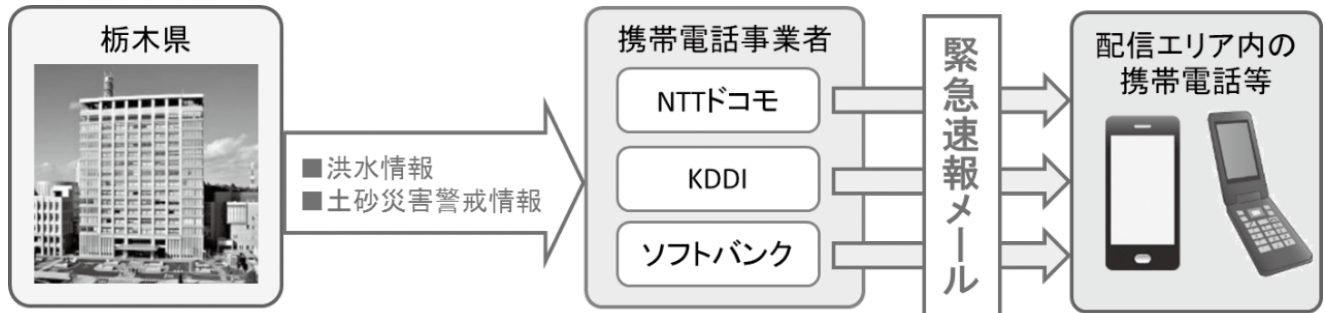 栃木県
■洪水情報
■土砂災害警戒情報
携帯電話事業者
NTTドコモ
KDDI
ソフトバンク
緊急速報メール
配信エリア内の
携帯電話等